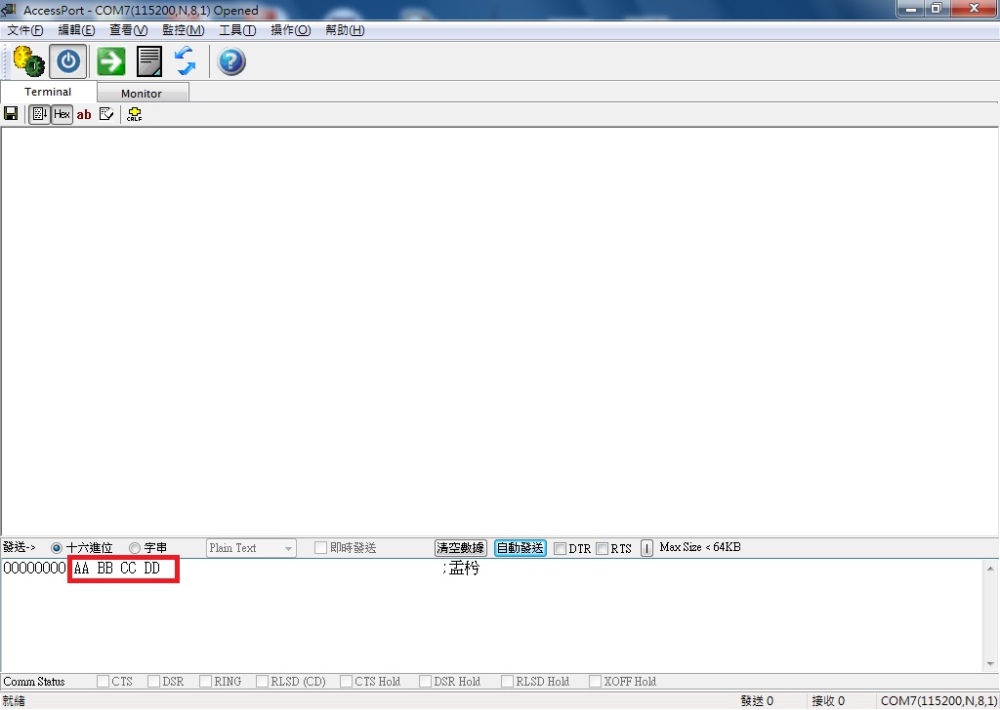 AccessPort - COM7(115200,N,8,1) Opened
文件(F) 編輯(E) 查看(V) 監控(M) 工具(T) 操作(O) 幫助(H)
Terminal Monitor
Hex ab CRLF
發送-> 十六進位 字串 Plain Text 即時發送 清空數據 自動發送 DTR RTS Max Size < 64KB
00000000 AA BB CC DD ;孟枍
Comm Status CTS DSR RING RLSD (CD) CTS Hold DSR Hold RLSD Hold XOFF Hold
就緒 發送 0 接收 0 COM7(115200,N,8,1)